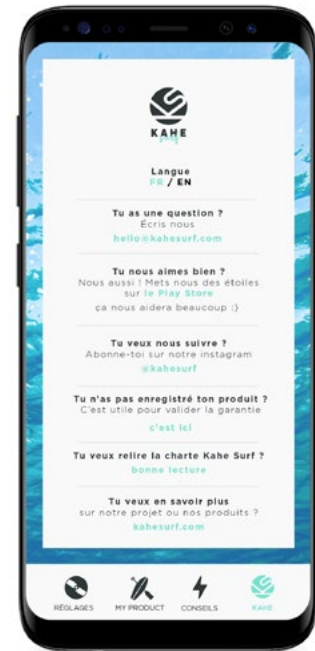 KAHE
surf
Langue
FR / EN
Tu as une question ?
Écris nous
hello@kahesurf.com
Tu nous aimes bien ?
Nous aussi ! Mets nous des étoiles
sur le Play Store
ça nous aidera beaucoup :)
Tu veux nous suivre ?
Abonne-toi sur notre instagram
@kahesurf
Tu n'as pas enregistré ton produit ?
C'est utile pour valider la garantie
c'est ici
Tu veux relire la charte Kahe Surf ?
bonne lecture
Tu veux en savoir plus
sur notre projet ou nos produits ?
kahesurf.com
RÉGLAGES MY PRODUCT CONSEILS KAHE